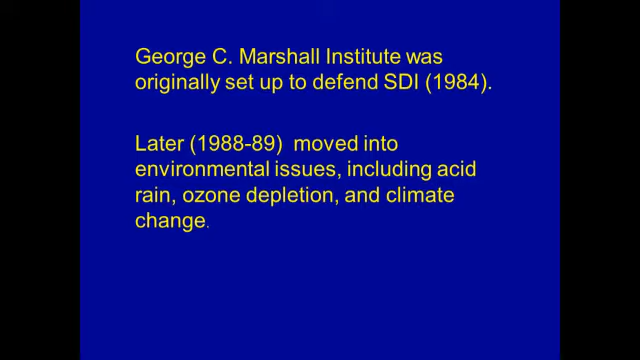 George C. Marshall Institute was
originally set up to defend SDI (1984).
Later (1988-89) moved into
environmental issues, including acid
rain, ozone depletion, and climate
change.